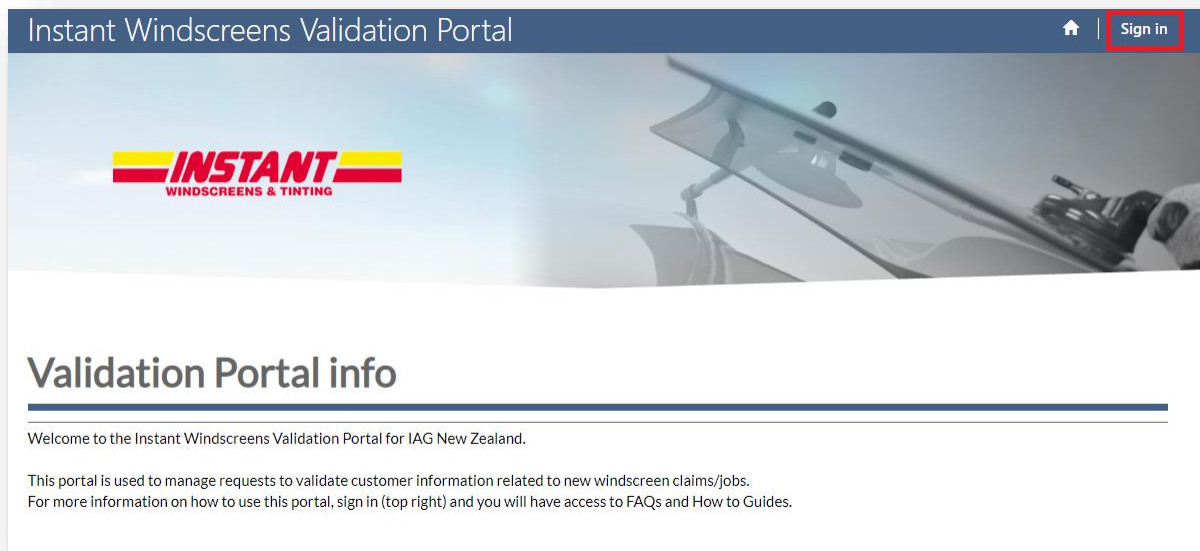 Instant Windscreens Validation Portal
Sign in
INSTANT
WINDSCREENS & TINTING
Validation Portal info
Welcome to the Instant Windscreens Validation Portal for IAG New Zealand.
This portal is used to manage requests to validate customer information related to new windscreen claims/jobs.
For more information on how to use this portal, sign in (top right) and you will have access to FAQs and How to Guides.